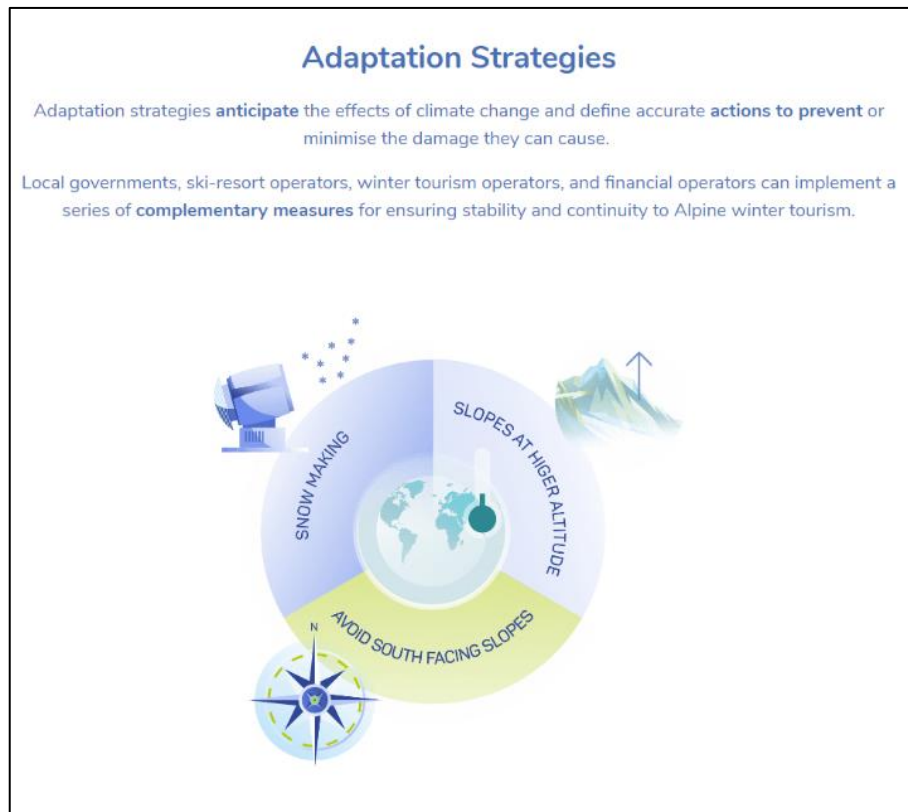 Adaptation Strategies
Adaptation strategies anticipate the effects of climate change and define accurate actions to prevent or
minimise the damage they can cause.
Local governments, ski-resort operators, winter tourism operators, and financial operators can implement a
series of complementary measures for ensuring stability and continuity to Alpine winter tourism.
SNOW MAKING
SLOPES AT HIGER ALTITUDE
AVOID SOUTH FACING SLOPES
N